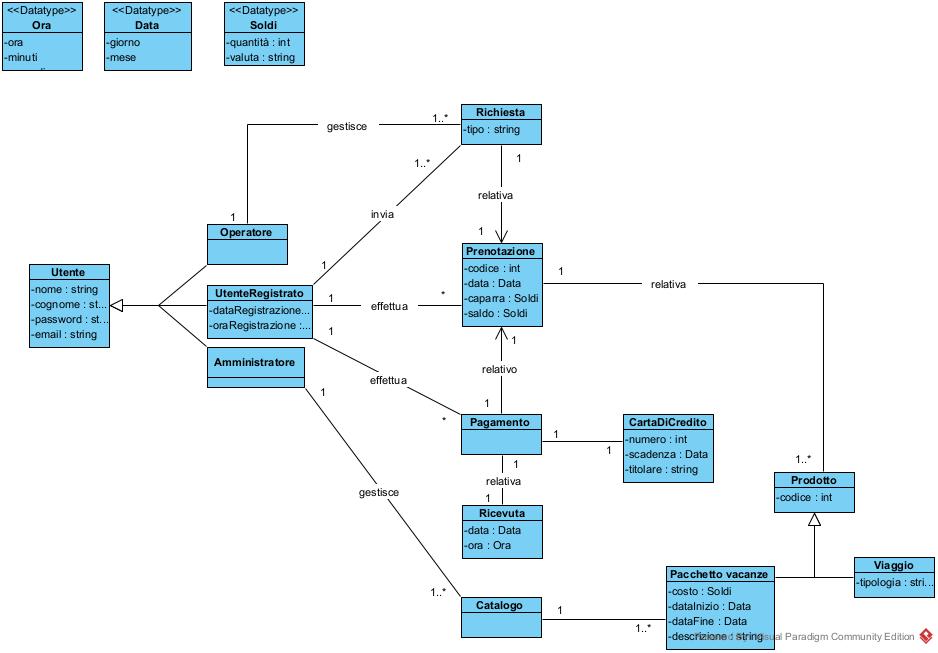 <<Datatype>>
Ora
-ora
-minuti
<<Datatype>>
Data
-giorno
-mese
<<Datatype>>
Soldi
-quantità : int
-valuta : string
Richiesta
-tipo : string
gestisce
1..*
1
1..*
invia
1
1
relativa
1
Operatore
Utente
-nome : string
-cognome : st...
-password : st...
-email : string
UtenteRegistrato
-dataRegistrazione...
-oraRegistrazione :...
Amministratore
Prenotazione
-codice : int
-data : Data
-caparra : Soldi
-saldo : Soldi
1
effettua
*
1
relativa
1..*
1
effettua
*
1
relativo
1
Pagamento
1
1
CartaDiCredito
-numero : int
-scadenza : Data
-titolare : string
1
relativa
1
Ricevuta
-data : Data
-ora : Ora
1
gestisce
1..*
Catalogo
1
1..*
Prodotto
-codice : int
Pacchetto vacanze
-costo : Soldi
-dataInizio : Data
-dataFine : Data
-descrizione : string
Viaggio
-tipologia : stri...
Visual Paradigm Community Edition